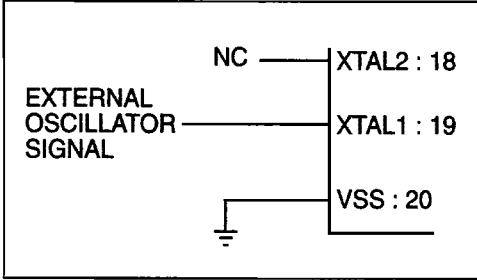 NC
XTAL2 : 18
EXTERNAL
OSCILLATOR
SIGNAL
XTAL1 : 19
VSS : 20